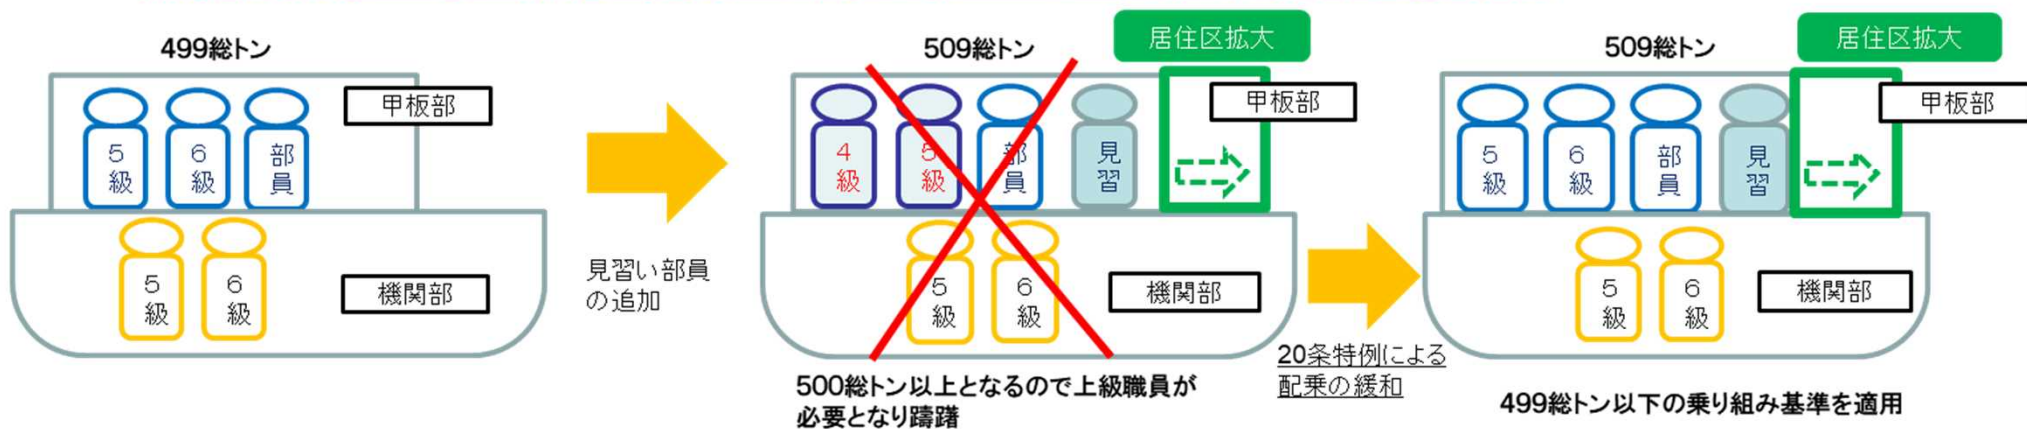 499総トン
甲板部
5級
6級
部員
5級
6級
機関部
見習い部員
の追加
509総トン
居住区拡大
甲板部
4級
5級
部員
見習
5級
6級
機関部
500総トン以上となるので上級職員が
必要となり躊躇
20条特例による
配乗の緩和
509総トン
居住区拡大
甲板部
5級
6級
部員
見習
5級
6級
機関部
499総トン以下の乗り組み基準を適用